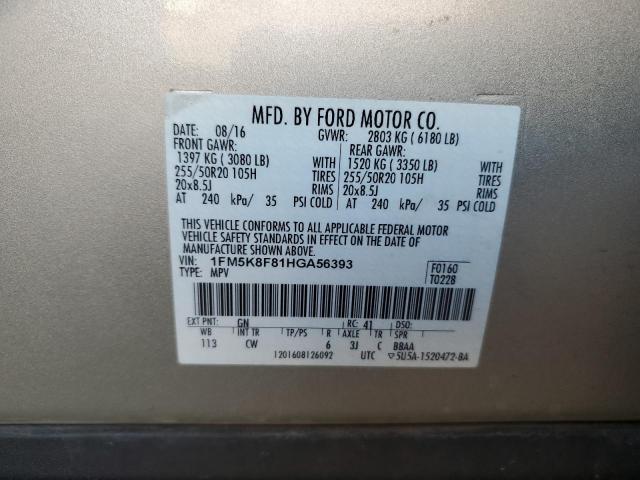 MFD. BY FORD MOTOR CO.
DATE: 08/16 GVWR: 2803 KG ( 6180 LB)
FRONT GAWR: REAR GAWR:
1397 KG ( 3080 LB) WITH 1520 KG ( 3350 LB) WITH
255/50R20 105H TIRES 255/50R20 105H TIRES
20x8.5J RIMS 20x8.5J RIMS
AT 240 kPa/ 35 PSI COLD AT 240 kPa/ 35 PSI COLD
THIS VEHICLE CONFORMS TO ALL APPLICABLE FEDERAL MOTOR
VEHICLE SAFETY STANDARDS IN EFFECT ON THE DATE OF
MANUFACTURE SHOWN ABOVE.
VIN: 1FM5K8F81HGA56393 F0160
TYPE: MPV T0228
EXT PNT: GN RC: 41 DSO:
WB INT TR TP/PS R AXLE TR SPR
113 CW 6 3J C BBAA
1201608126092 UTC ▽5U5A-1520472-BA